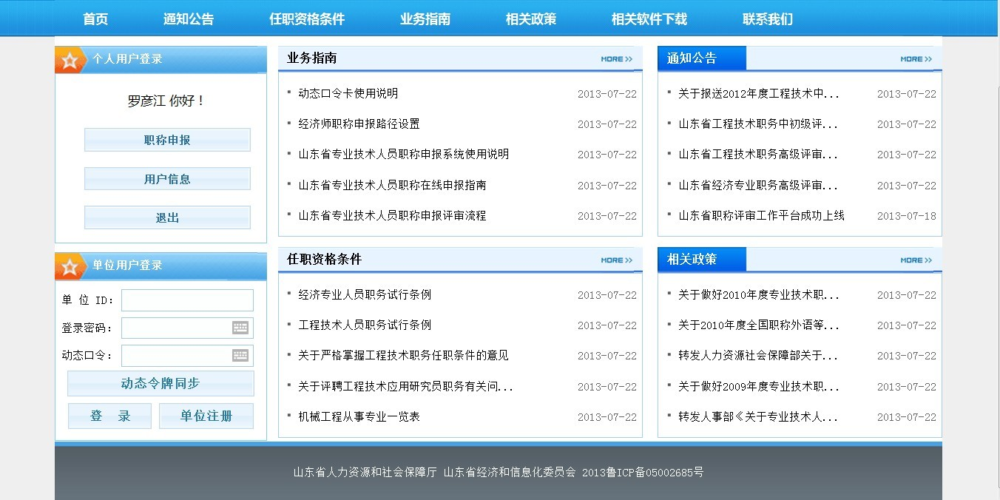 首页 通知公告 任职资格条件 业务指南 相关政策 相关软件下载 联系我们
个人用户登录
罗彦江 你好！
职称申报
用户信息
退出
单位用户登录
单 位 ID：
登录密码：
动态口令：
动态令牌同步
登 录 单位注册
业务指南 MORE >>
动态口令卡使用说明 2013-07-22
经济师职称申报路径设置 2013-07-22
山东省专业技术人员职称申报系统使用说明 2013-07-22
山东省专业技术人员职称在线申报指南 2013-07-22
山东省专业技术人员职称申报评审流程 2013-07-22
任职资格条件 MORE >>
经济专业人员职务试行条例 2013-07-22
工程技术人员职务试行条例 2013-07-22
关于严格掌握工程技术职务任职条件的意见 2013-07-22
关于评聘工程技术应用研究员职务有关问... 2013-07-22
机械工程从事专业一览表 2013-07-22
通知公告 MORE >>
关于报送2012年度工程技术中... 2013-07-22
山东省工程技术职务中初级评... 2013-07-22
山东省工程技术职务高级评审... 2013-07-22
山东省经济专业职务高级评审... 2013-07-22
山东省职称评审工作平台成功上线 2013-07-18
相关政策 MORE >>
关于做好2010年度专业技术职... 2013-07-22
关于2010年度全国职称外语等... 2013-07-22
转发人力资源社会保障部关于... 2013-07-22
关于做好2009年度专业技术职... 2013-07-22
转发人事部《关于专业技术人... 2013-07-22
山东省人力资源和社会保障厅 山东省经济和信息化委员会 2013鲁ICP备05002685号